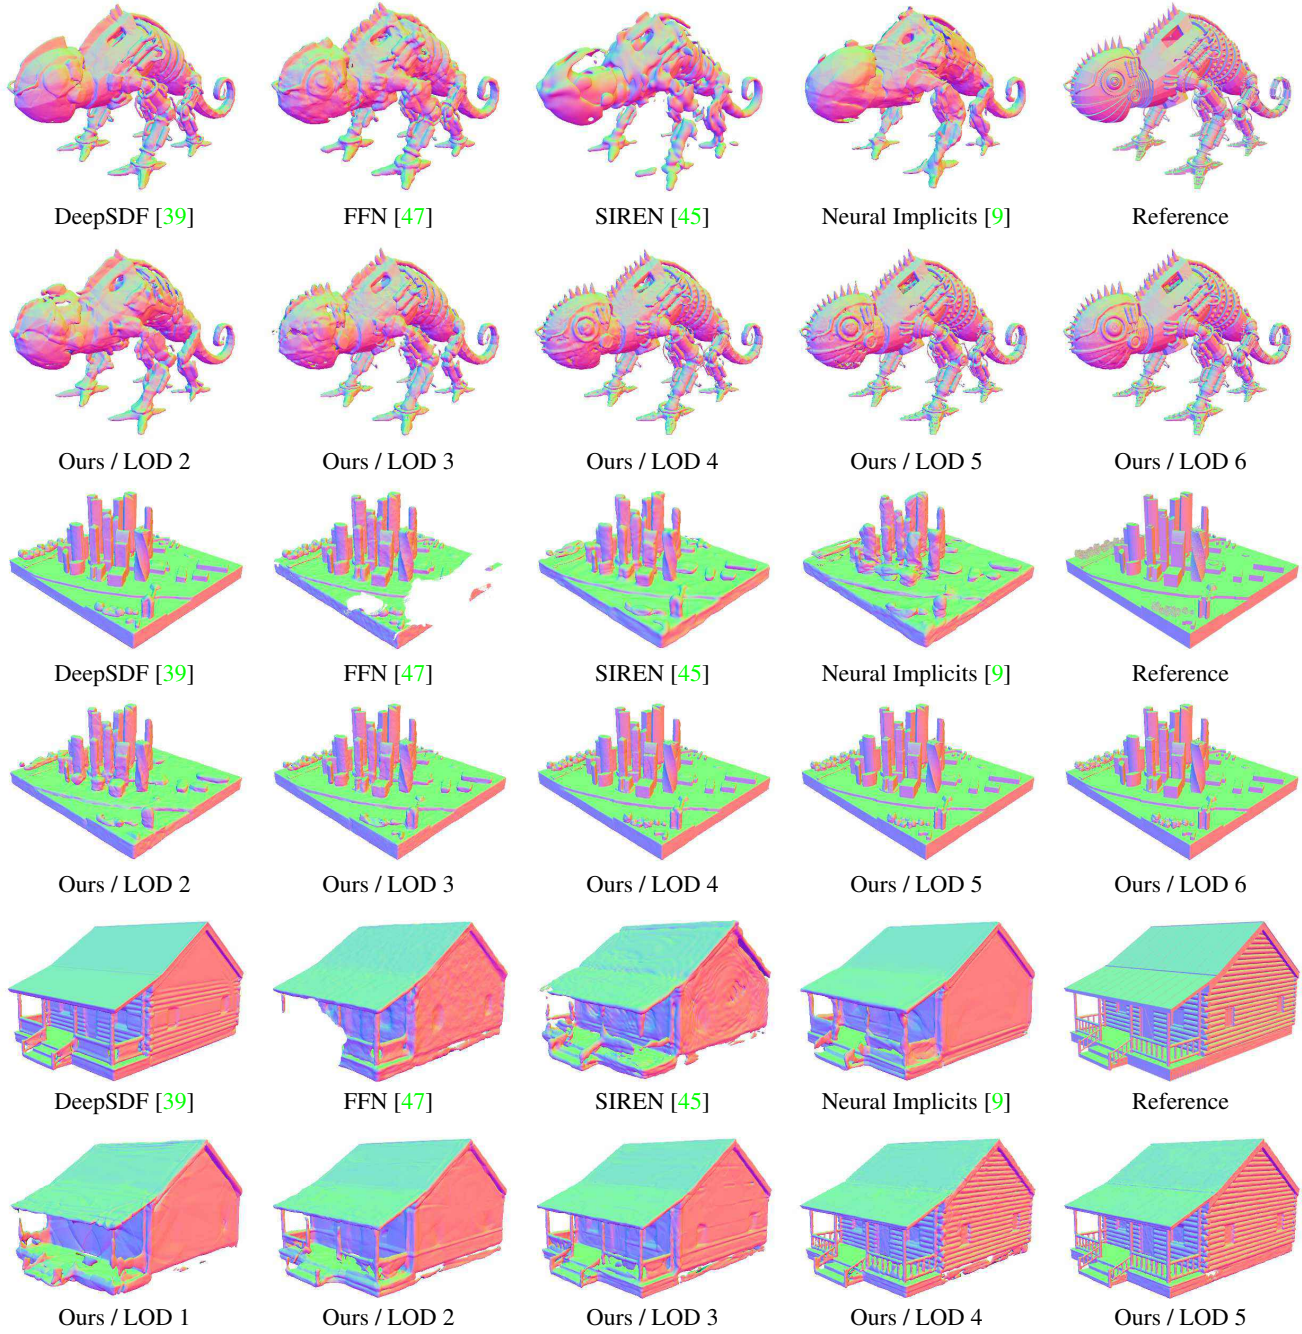 DeepSDF [39] FFN [47] SIREN [45] Neural Implicits [9] Reference
Ours / LOD 2 Ours / LOD 3 Ours / LOD 4 Ours / LOD 5 Ours / LOD 6
DeepSDF [39] FFN [47] SIREN [45] Neural Implicits [9] Reference
Ours / LOD 2 Ours / LOD 3 Ours / LOD 4 Ours / LOD 5 Ours / LOD 6
DeepSDF [39] FFN [47] SIREN [45] Neural Implicits [9] Reference
Ours / LOD 1 Ours / LOD 2 Ours / LOD 3 Ours / LOD 4 Ours / LOD 5